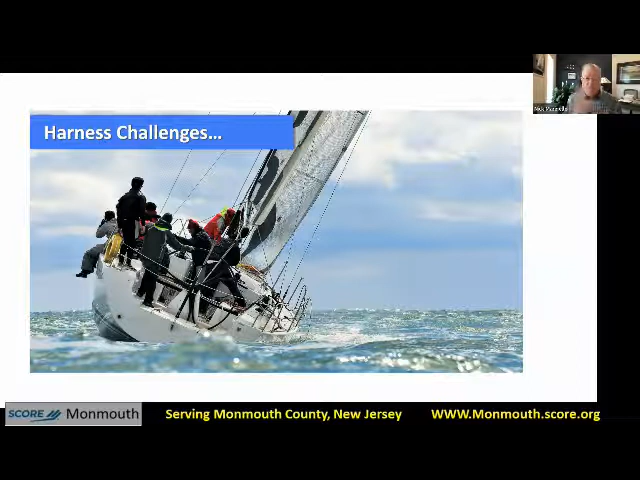 Harness Challenges...
SCORE Monmouth
Serving Monmouth County, New Jersey
WWW.Monmouth.score.org